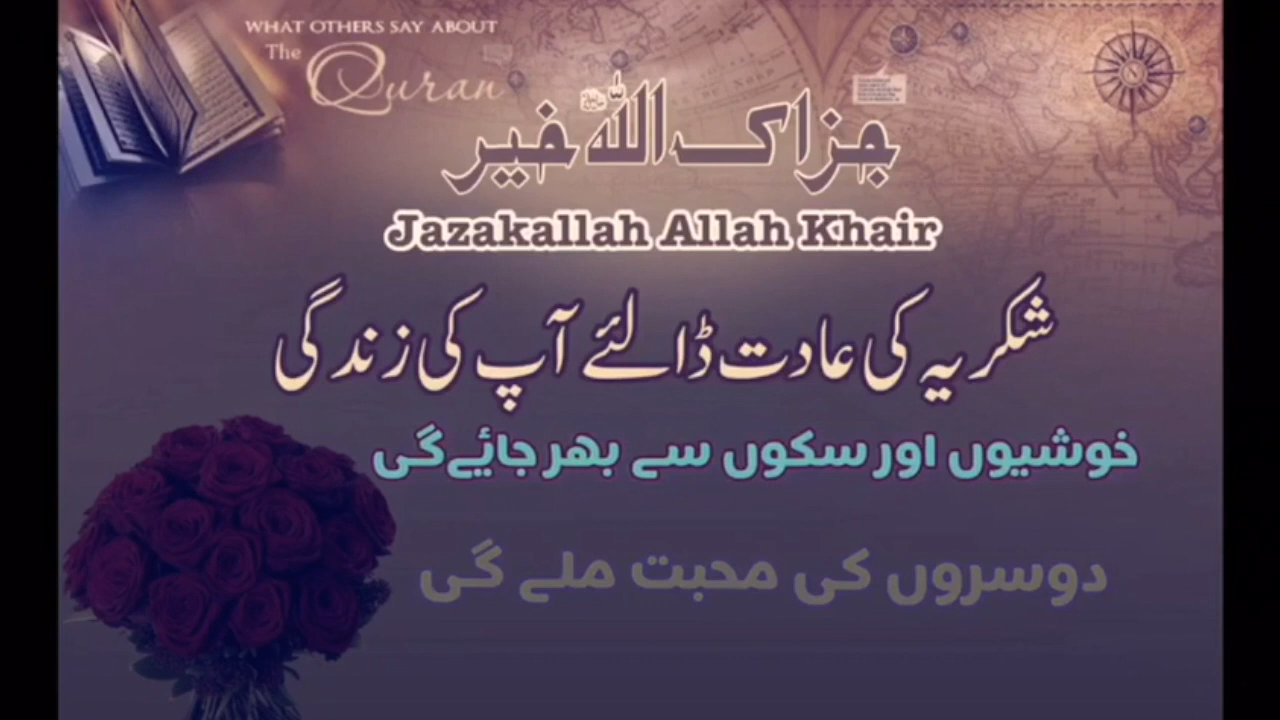 WHAT OTHERS SAY ABOUT
The Quran
جزاک اللہ خیر
Jazakallah Allah Khair
شکریہ کی عادت ڈالئے آپ کی زندگی
خوشیوں اور سکوں سے بھر جائیے گی
دوسروں کی محبت ملے گی